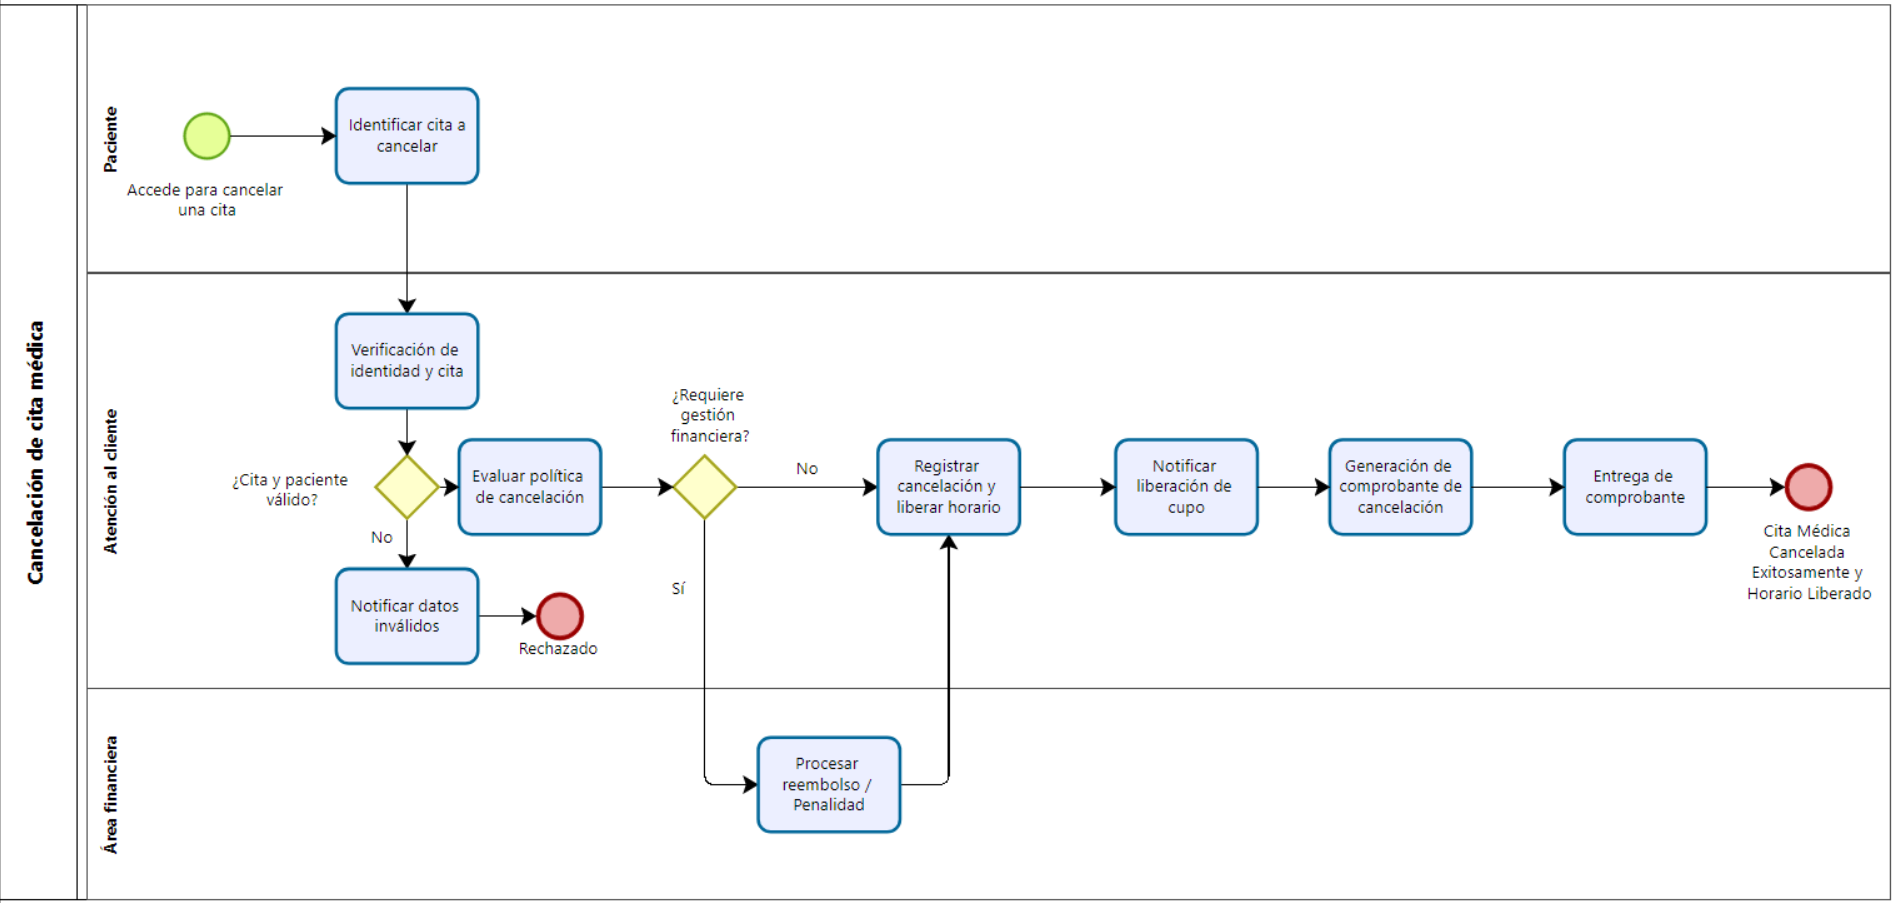 Cancelación de cita médica
Paciente
Accede para cancelar
una cita
Identificar cita a
cancelar
Atención al cliente
Verificación de
identidad y cita
¿Cita y paciente
válido?
No
Notificar datos
inválidos
Rechazado
Evaluar política
de cancelación
¿Requiere
gestión
financiera?
No
Sí
Registrar
cancelación y
liberar horario
Notificar
liberación de
cupo
Generación de
comprobante de
cancelación
Entrega de
comprobante
Cita Médica
Cancelada
Exitosamente y
Horario Liberado
Área financiera
Procesar
reembolso /
Penalidad